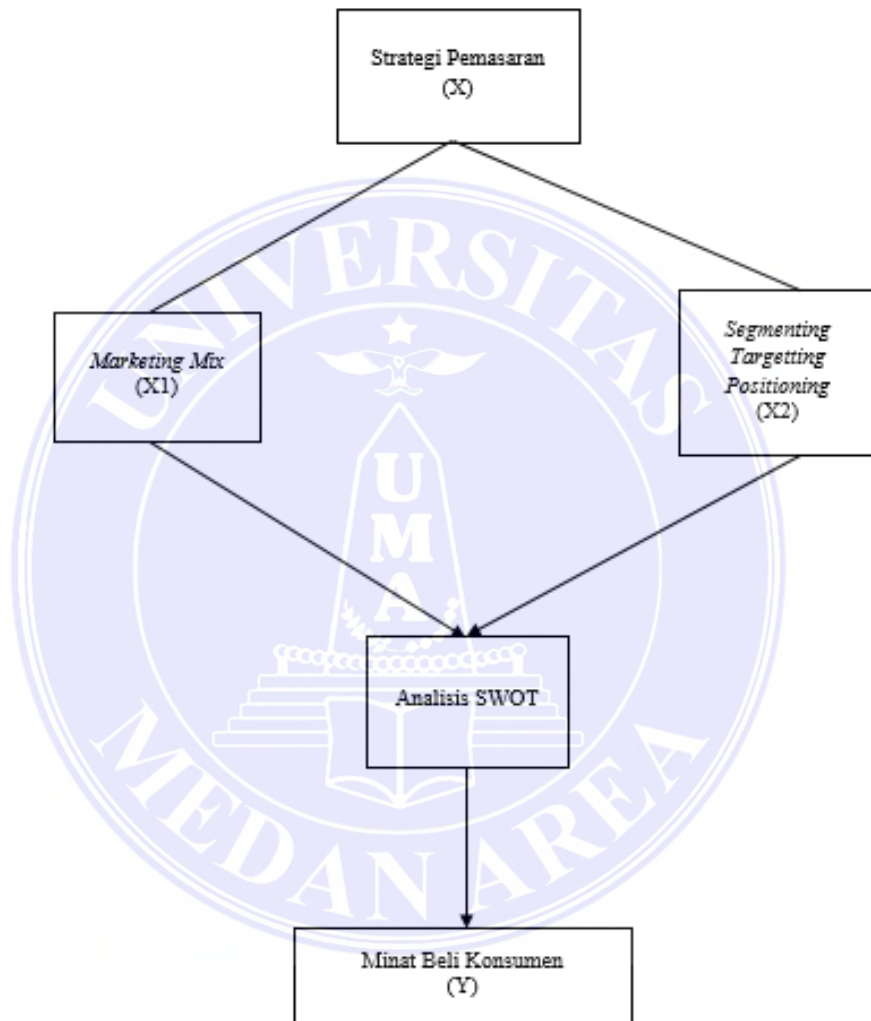 Strategi Pemasaran
(X)
UNIVERSITAS
Marketing Mix
(X1)
Segmenting
Targetting
Positioning
(X2)
U
M
A
Analisis SWOT
MEDAN AREA
Minat Beli Konsumen
(Y)